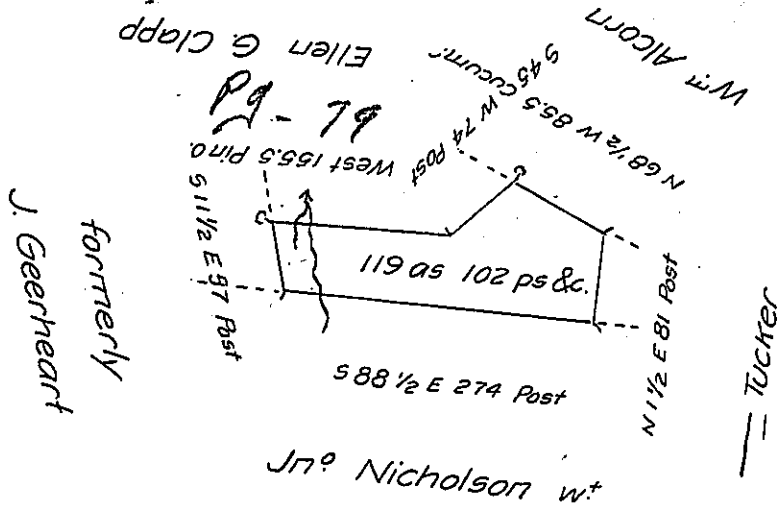 Wm Alcorn
Ellen G. Clapp
Pg - 79
N 68 1/2 W 85.5 Cucum.
S 45 W 74 Post
West 155.5 Pin O.
S 11 1/2 E 97 Post
119 as 102 ps &c.
N 1 1/2 E 81 Post
S 88 1/2 E 274 Post
formerly
J. Geerheart
= Tucker
Jno Nicholson wt